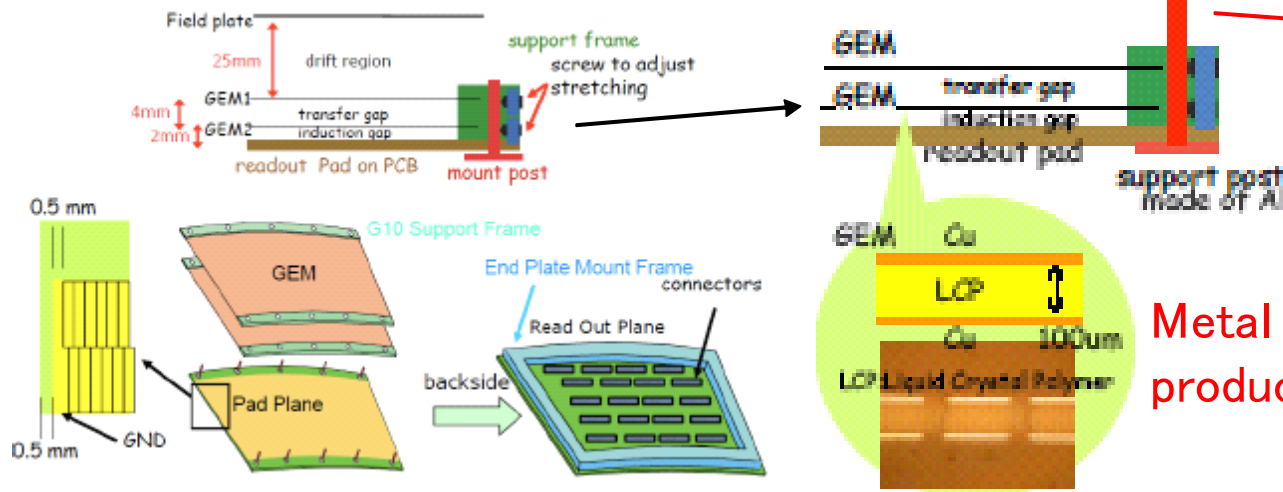 Field plate
25mm
drift region
support frame
screw to adjust
stretching
GEM1
4mm
transfer gap
GEM2
2mm
induction gap
readout Pad on PCB
mount post
GEM
GEM
transfer gap
induction gap
readout pad
support post
made of Al
0.5 mm
G10 Support Frame
GEM
End Plate Mount Frame
connectors
Read Out Plane
backside
Pad Plane
GND
0.5 mm
GEM
Cu
LCP
Cu
100um
LCP:Liquid Crystal Polymer
Metal
produc